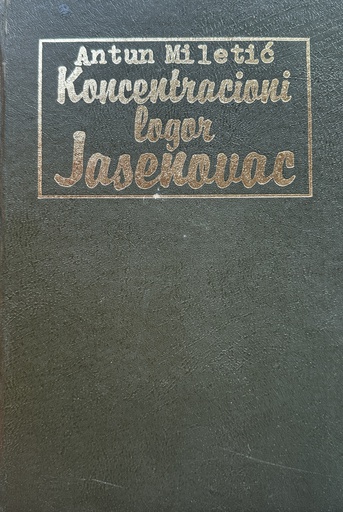 Antun Miletić
Koncentracioni
logor
Jasenovac